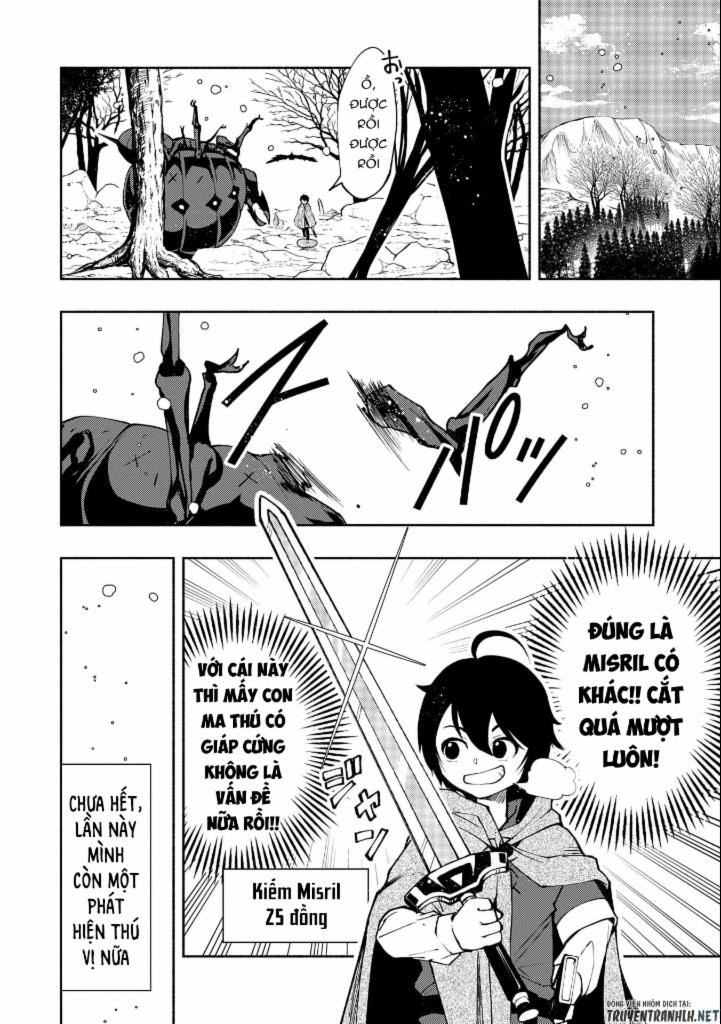 おっ
Ồ,
ĐƯỢC
RỒI
ĐƯỢC
RỒI
パッ
ĐÚNG LÀ
MISRIL CÓ
KHÁC!! CẮT
QUÁ MƯỢT
LUÔN!
VỚI CÁI NÀY
THÌ MẤY CON
MA THÚ CÓ
GIÁP CỨNG
KHÔNG LÀ
VẤN ĐỀ
NỮA RỒI!!
ジャーン
Kiếm Misril
25 đồng
CHƯA HẾT,
LẦN NÀY
MÌNH
CÒN MỘT
PHÁT
HIỆN THÚ
VỊ NỮA
ĐỘNG VIÊN NHÓM DỊCH TẠI:
TRUYENTRANHLH.NET